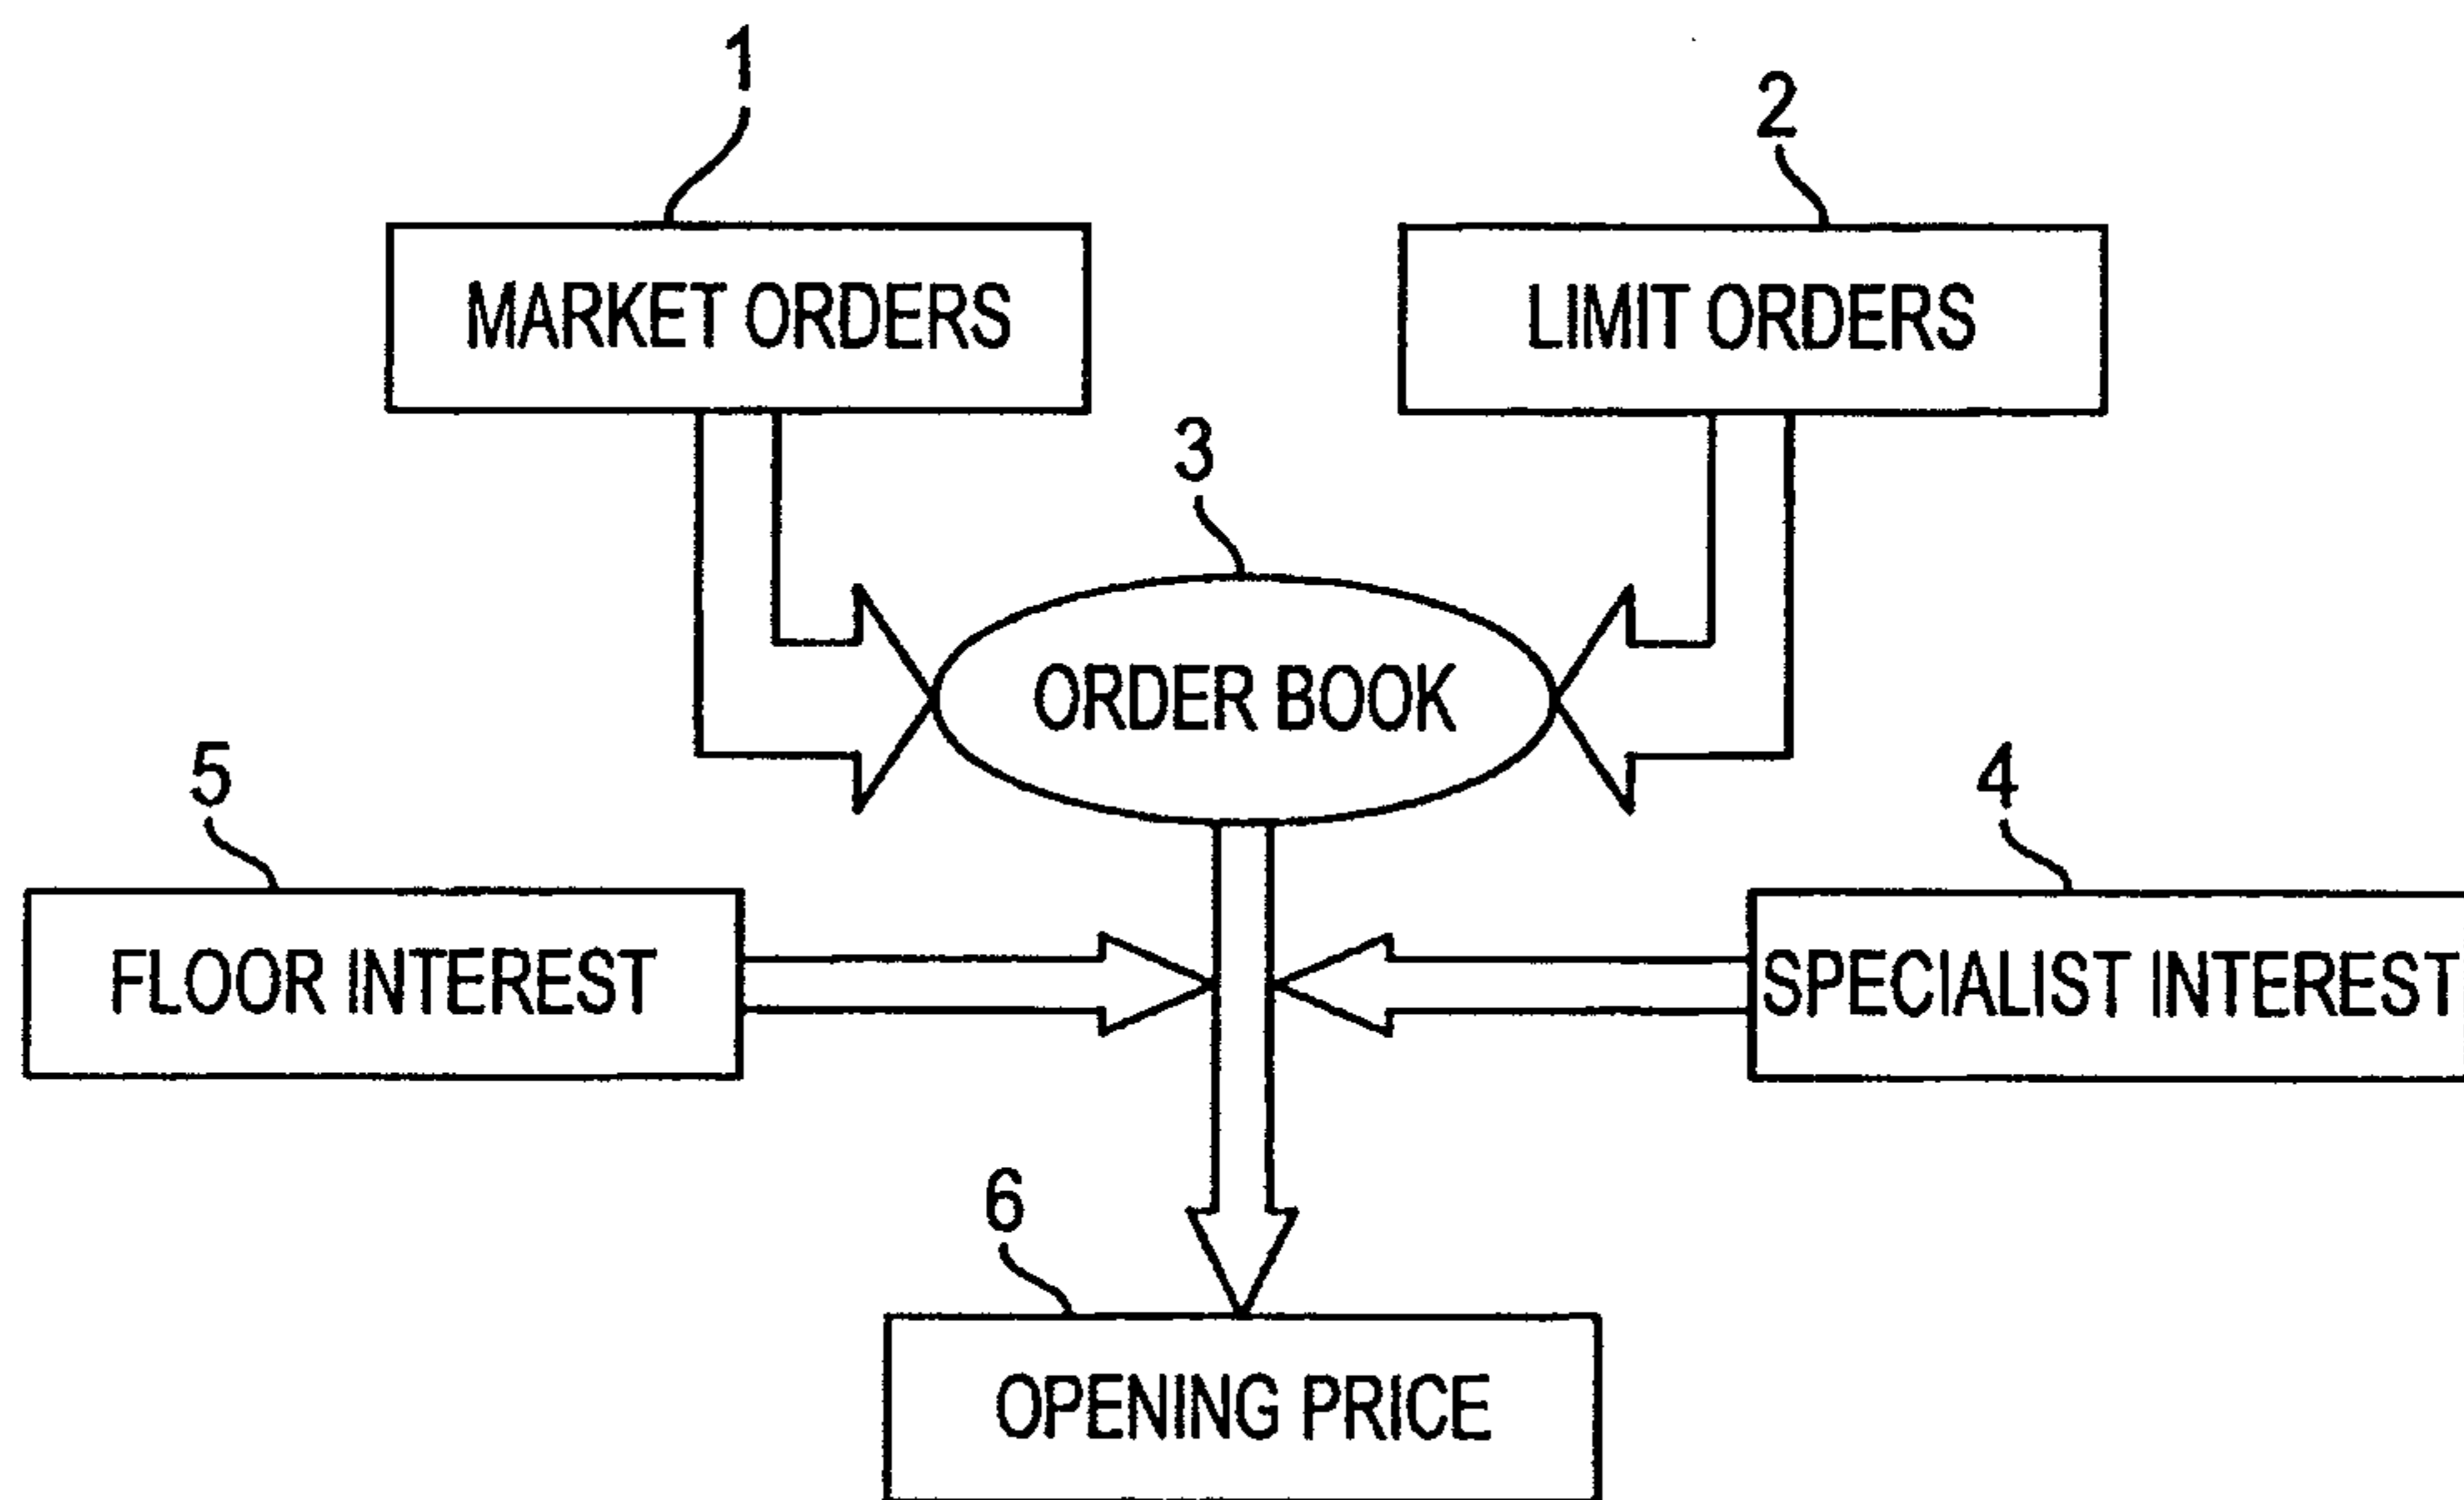 1
2
MARKET ORDERS
LIMIT ORDERS
3
ORDER BOOK
5
4
FLOOR INTEREST
SPECIALIST INTEREST
6
OPENING PRICE